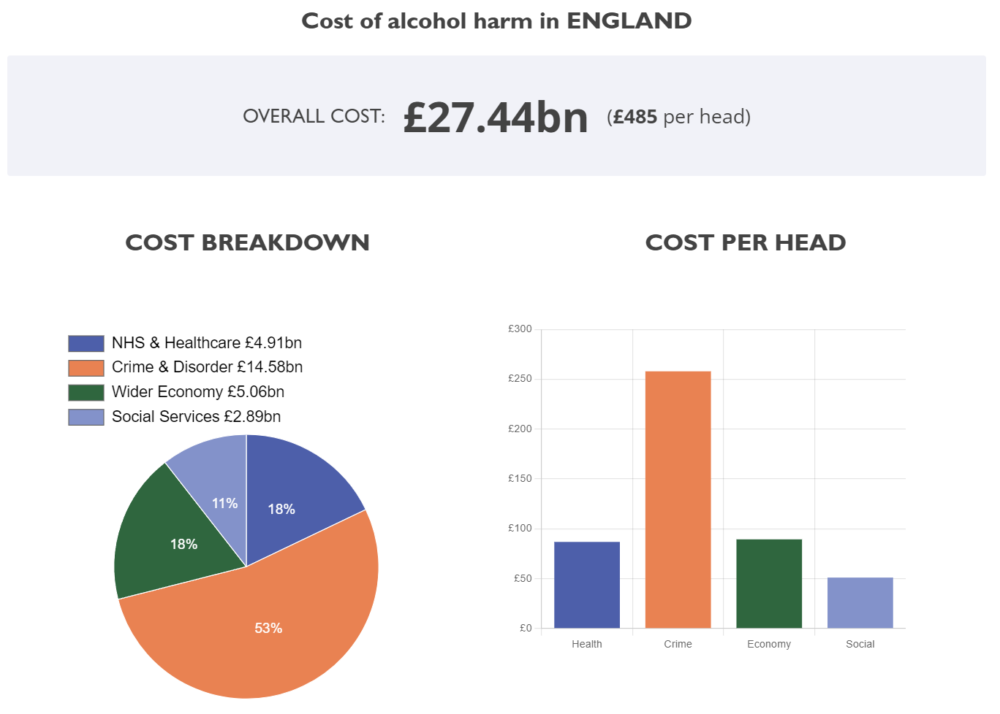 Cost of alcohol harm in ENGLAND
OVERALL COST: £27.44bn (£485 per head)
COST BREAKDOWN
NHS & Healthcare £4.91bn
Crime & Disorder £14.58bn
Wider Economy £5.06bn
Social Services £2.89bn
11%
18%
18%
53%
COST PER HEAD
£300
£250
£200
£150
£100
£50
£0
Health Crime Economy Social